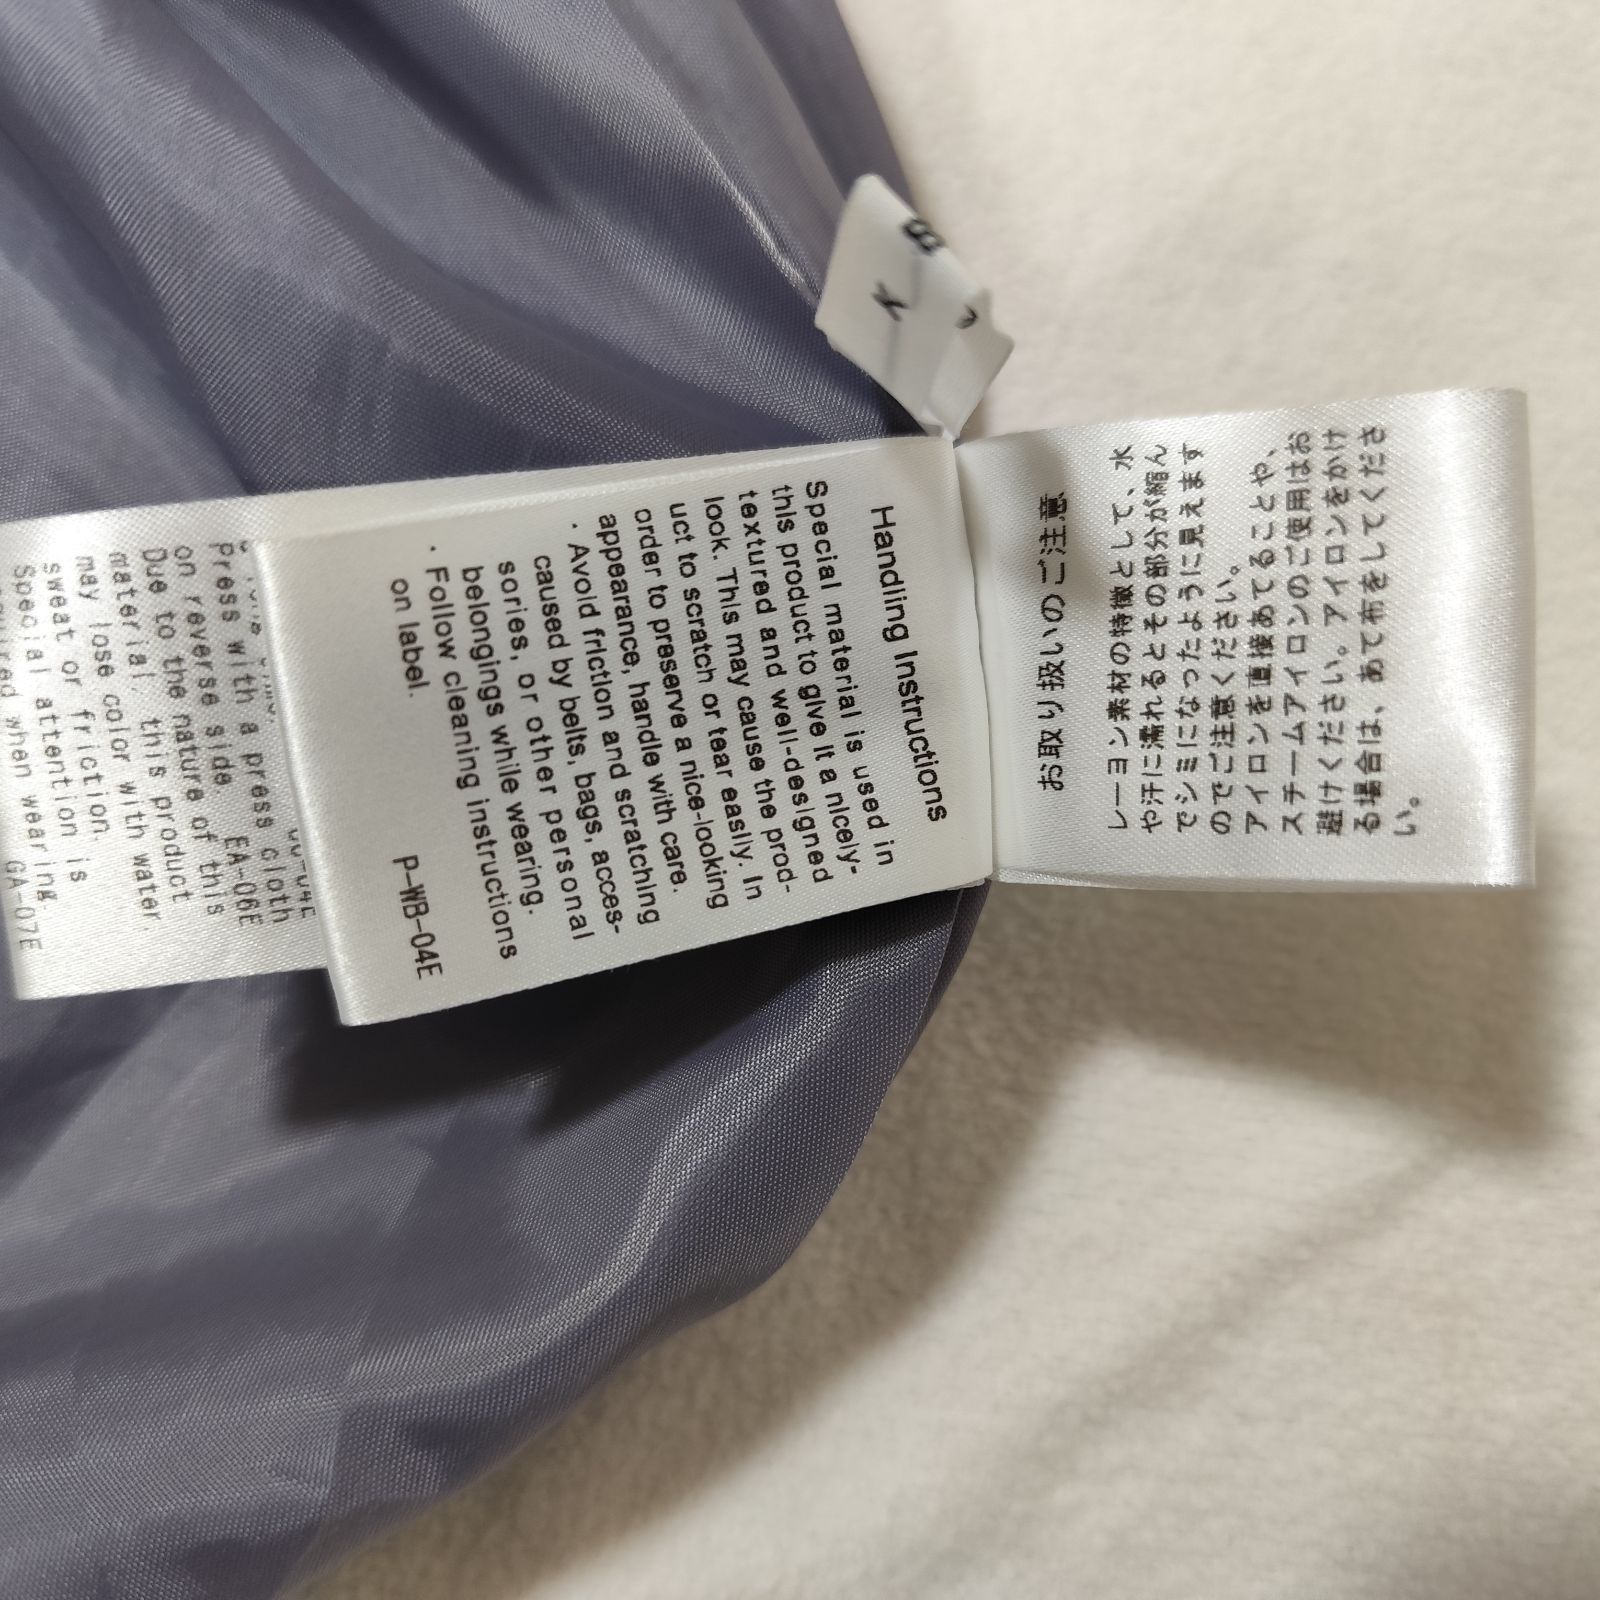 Handling Instructions
Special material is used in
this product to give it a nicely-
textured and well-designed
look. This may cause the prod-
uct to scratch or tear easily. In
order to preserve a nice-looking
appearance, handle with care.
. Avoid friction and scratching
caused by belts, bags, acces-
sories, or other personal
belongings while wearing.
. Follow cleaning instructions
on label.
P-WB-04E
お取り扱いのご注意
レーヨン素材の特徴として、水
や汗に濡れるとその部分が縮ん
でシミになったように見えます
のでご注意ください。
アイロンを直接あてることや、
スチームアイロンのご使用はお
避けください。アイロンをかけ
る場合は、あて布をしてくださ
い。
Press with a press cloth
on reverse side EA-06E
Due to the nature of this
material, this product
may lose color with water,
sweat or friction.
Special attention is
when wearing.
GA-07E
B
Y